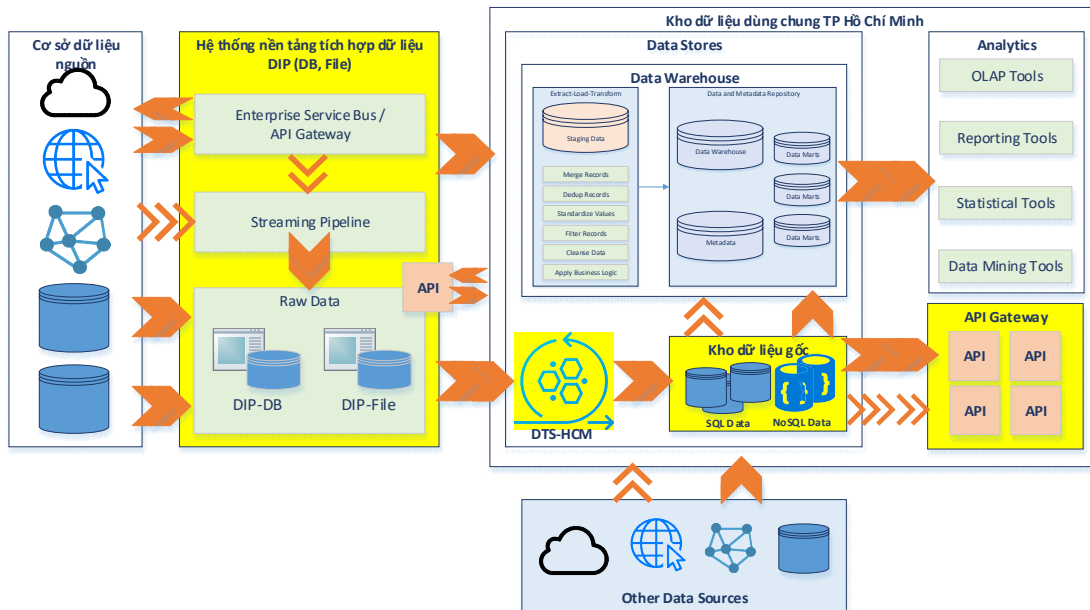 Kho dữ liệu dùng chung TP Hồ Chí Minh
Cơ sở dữ liệu
nguồn
Hệ thống nền tảng tích hợp dữ liệu
DIP (DB, File)
Enterprise Service Bus /
API Gateway
Streaming Pipeline
API
Raw Data
DIP-DB
DIP-File
Data Stores
Data Warehouse
Extract-Load-Transform
Staging Data
Merge Records
Dedup Records
Standardize Values
Filter Records
Cleanse Data
Apply Business Logic
Data and Metadata Repository
Data Warehouse
Data Marts
Data Marts
Metadata
Data Marts
DTS-HCM
Kho dữ liệu gốc
SQL Data
NoSQL Data
Analytics
OLAP Tools
Reporting Tools
Statistical Tools
Data Mining Tools
API Gateway
API
API
API
API
Other Data Sources